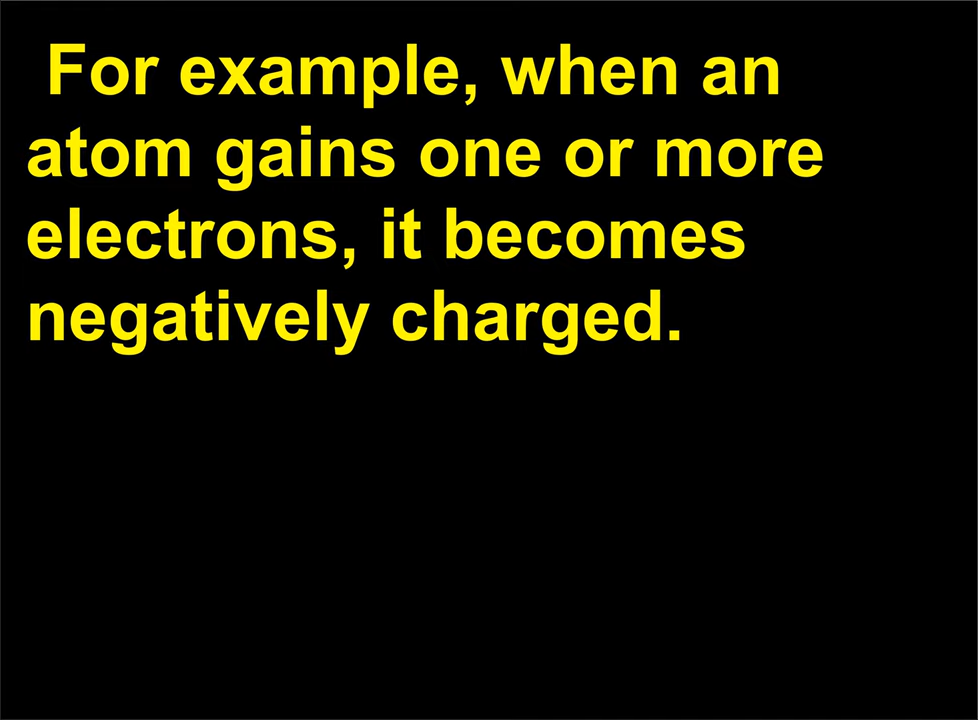 For example, when an
atom gains one or more
electrons, it becomes
negatively charged.